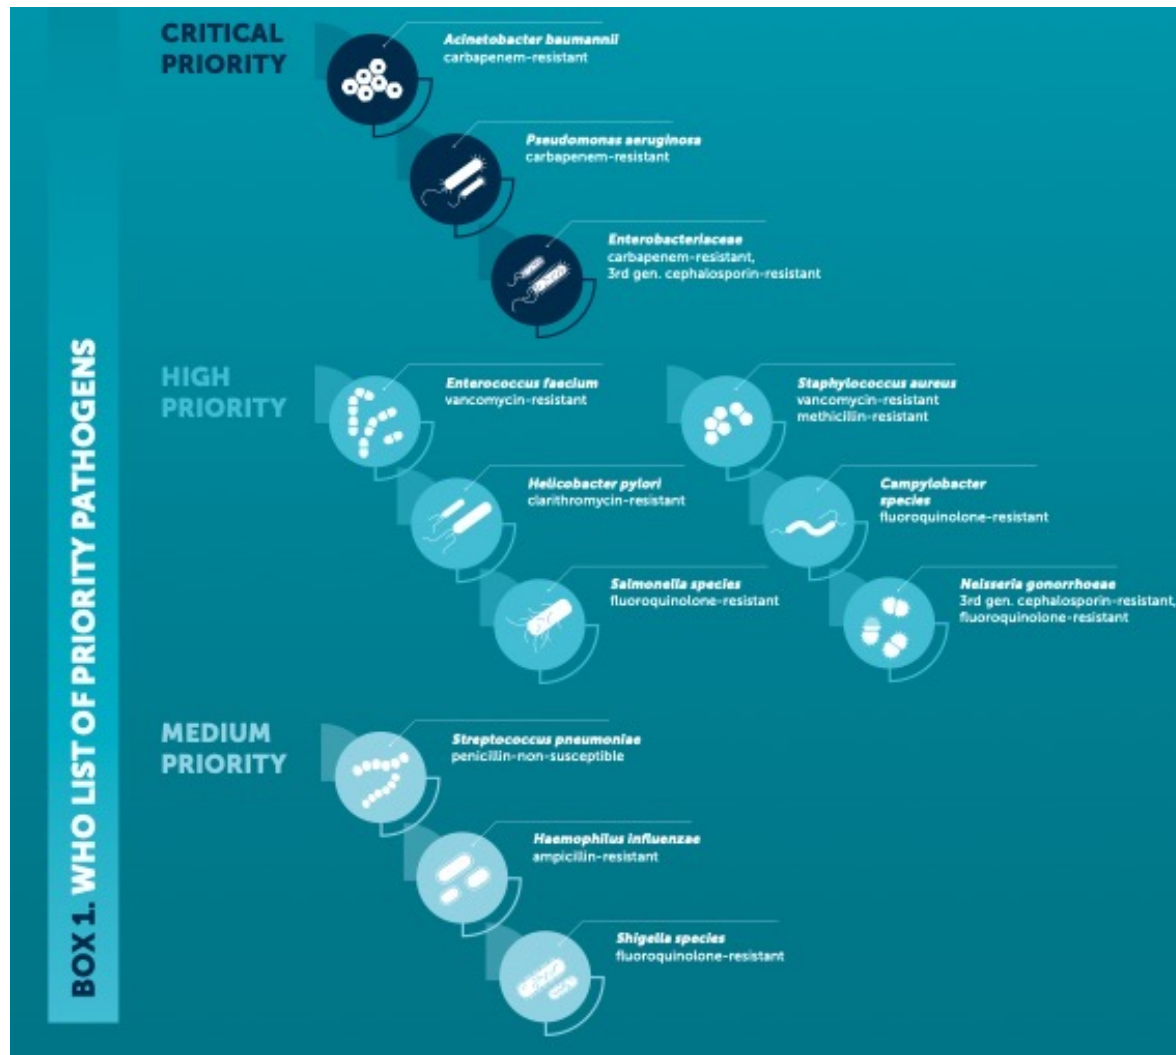 BOX 1. WHO LIST OF PRIORITY PATHOGENS
CRITICAL
PRIORITY
Acinetobacter baumannii
carbapenem-resistant
Pseudomonas aeruginosa
carbapenem-resistant
Enterobacteriaceae
carbapenem-resistant,
3rd gen. cephalosporin-resistant
HIGH
PRIORITY
Enterococcus faecium
vancomycin-resistant
Helicobacter pylori
clarithromycin-resistant
Salmonella species
fluoroquinolone-resistant
Staphylococcus aureus
vancomycin-resistant
methicillin-resistant
Campylobacter
species
fluoroquinolone-resistant
Neisseria gonorrhoeae
3rd gen. cephalosporin-resistant,
fluoroquinolone-resistant
MEDIUM
PRIORITY
Streptococcus pneumoniae
penicillin-non-susceptible
Haemophilus influenzae
ampicillin-resistant
Shigella species
fluoroquinolone-resistant